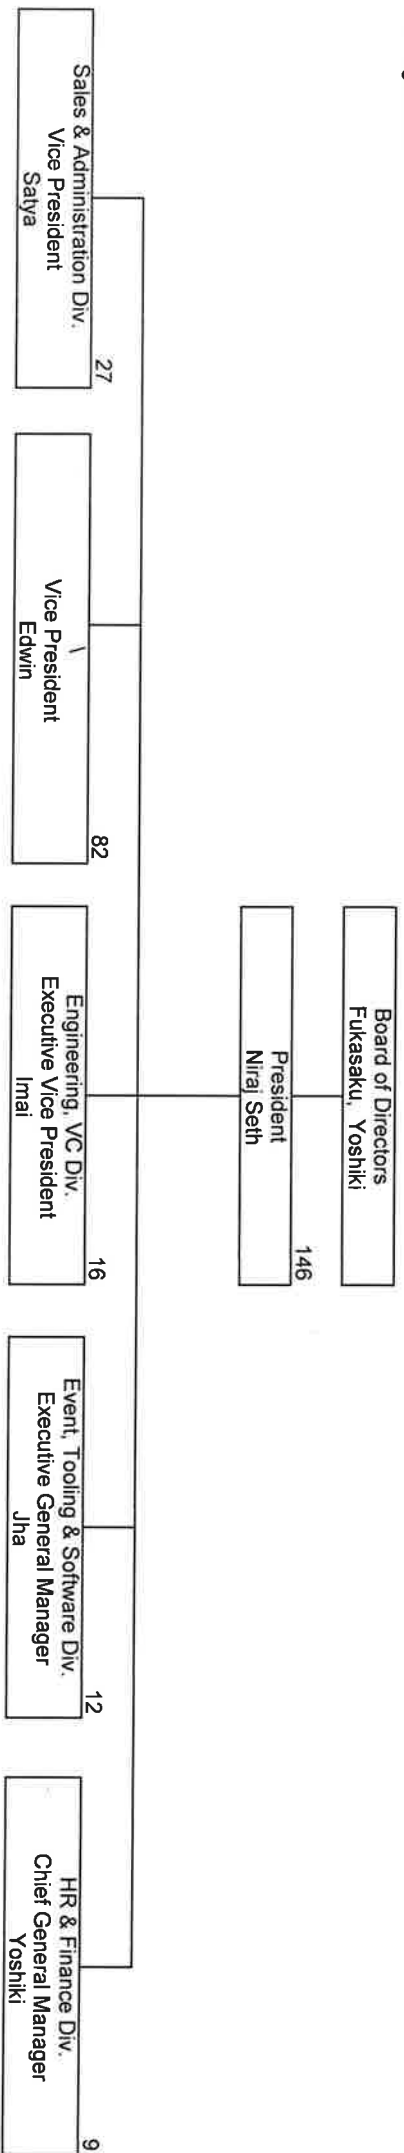 Board of Directors
Fukasaku, Yoshiki
President
Niraj Seth
146
Sales & Administration Div.
Vice President
Satya
27
\
Vice President
Edwin
82
Engineering, VC Div.
Executive Vice President
Imai
16
Event, Tooling & Software Div.
Executive General Manager
Jha
12
HR & Finance Div.
Chief General Manager
Yoshiki
9